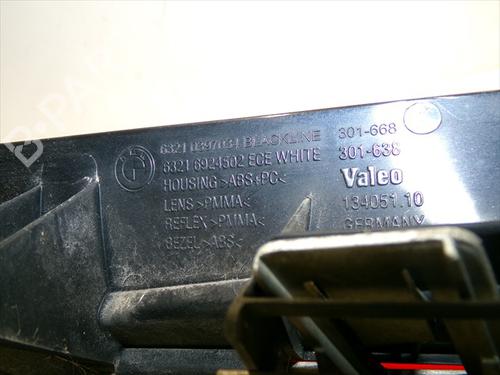 6321 0397031 BLACKLINE 301-668
6321 6924502 ECE WHITE 301-638
HOUSING >ABS+PC< Valeo
LENS >PMMA< 134051.10
REFLEX >PMMA< GERMANY
BEZEL >ABS<